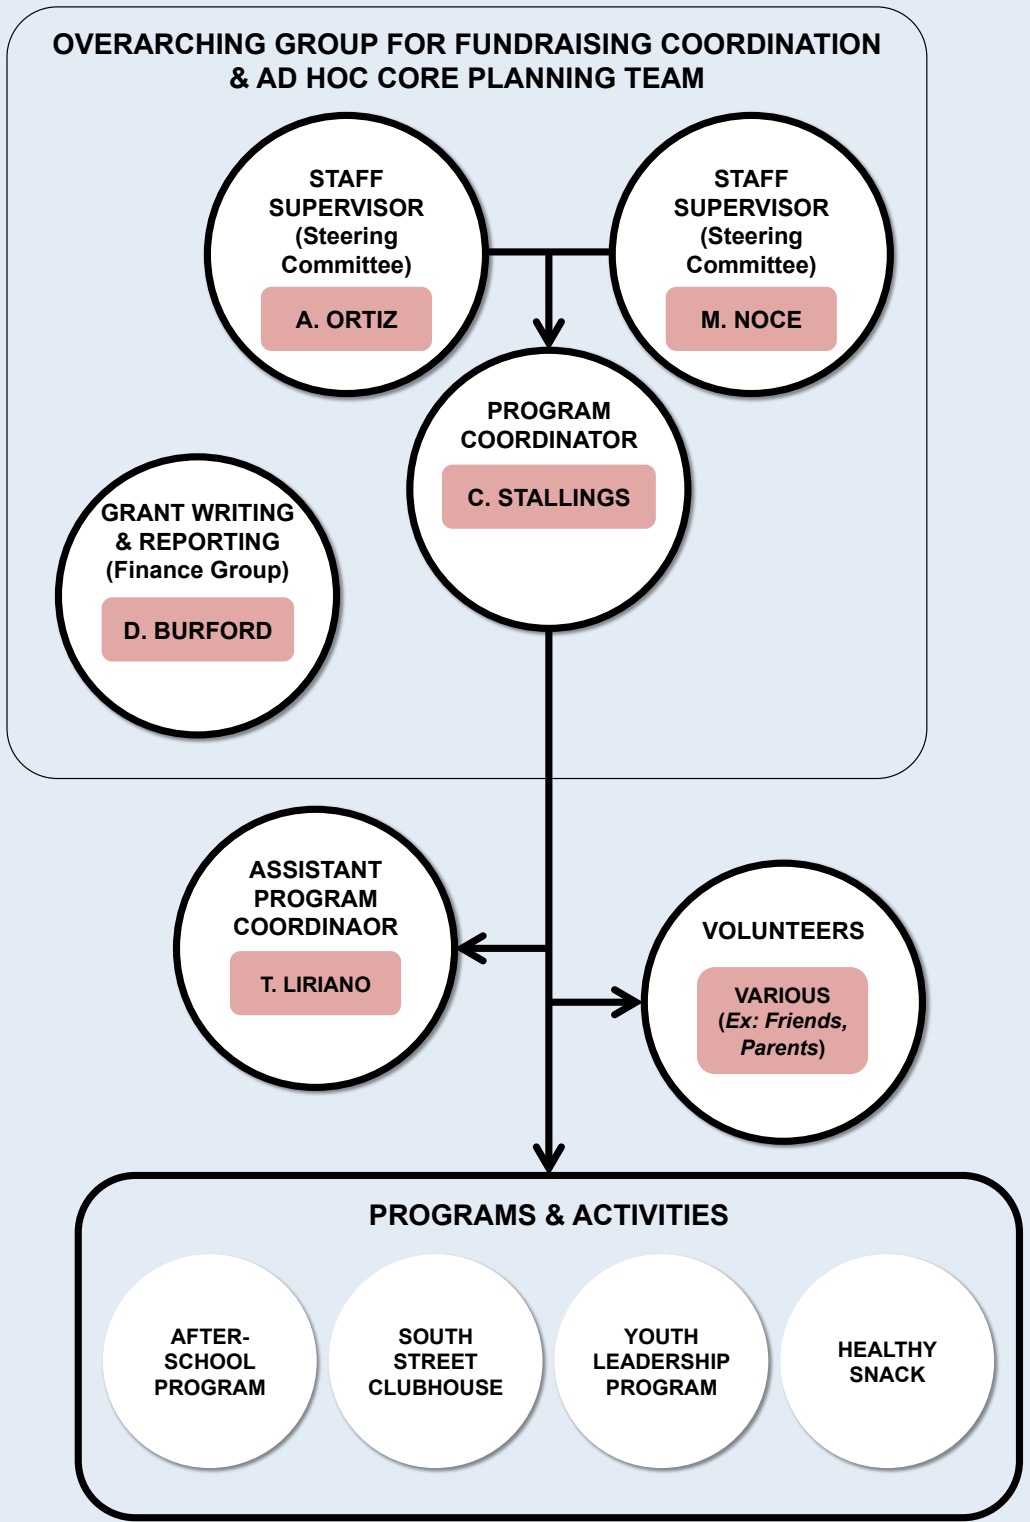 OVERARCHING GROUP FOR FUNDRAISING COORDINATION
& AD HOC CORE PLANNING TEAM
STAFF
SUPERVISOR
(Steering
Committee)
A. ORTIZ
STAFF
SUPERVISOR
(Steering
Committee)
M. NOCE
PROGRAM
COORDINATOR
C. STALLINGS
GRANT WRITING
& REPORTING
(Finance Group)
D. BURFORD
ASSISTANT
PROGRAM
COORDINAOR
T. LIRIANO
VOLUNTEERS
VARIOUS
(Ex: Friends,
Parents)
PROGRAMS & ACTIVITIES
AFTER-
SCHOOL
PROGRAM
SOUTH
STREET
CLUBHOUSE
YOUTH
LEADERSHIP
PROGRAM
HEALTHY
SNACK